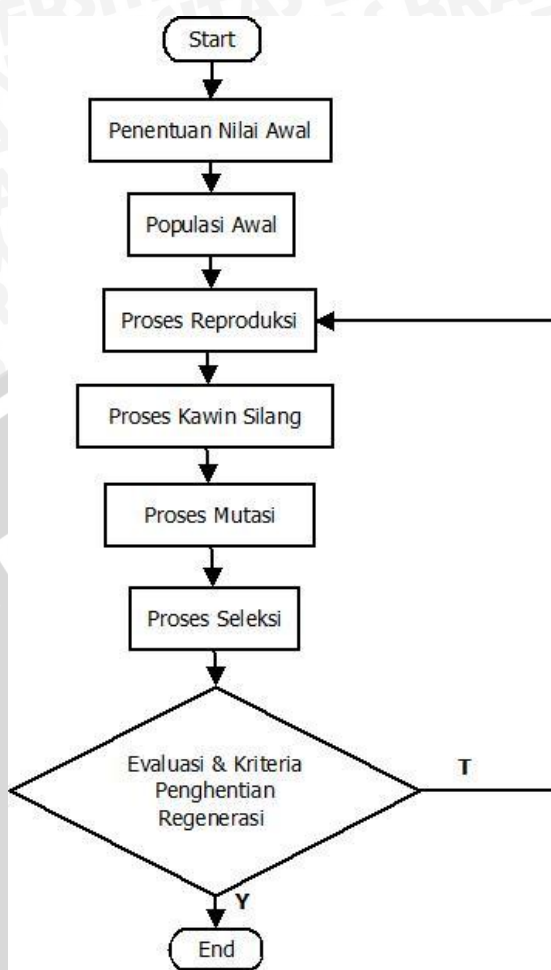 Start
Penentuan Nilai Awal
Populasi Awal
Proses Reproduksi
Proses Kawin Silang
Proses Mutasi
Proses Seleksi
Evaluasi & Kriteria
Penghentian
Regenerasi
T
Y
End